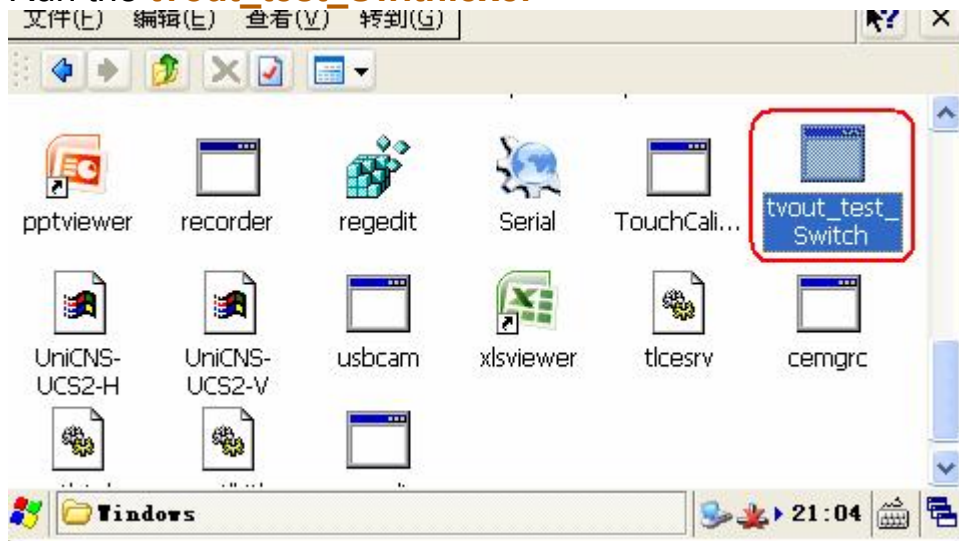 文件(F) 编辑(E) 查看(V) 转到(G)
pptviewer recorder regedit Serial TouchCali... tvout_test_
Switch
UniCNS-
UCS2-H UniCNS-
UCS2-V usbcam xlsviewer tlcesrv cemgrc
Windows 21:04